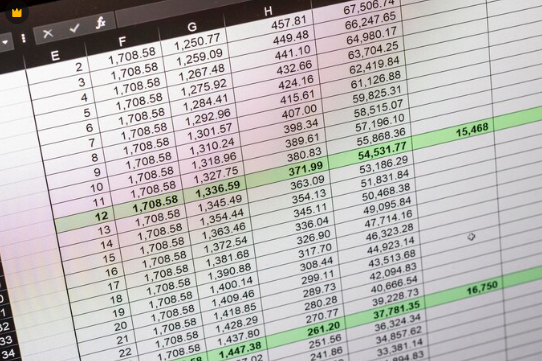 fx
E F G H
2 1,708.58 1,250.77 457.81 67,506.74
3 1,708.58 1,259.09 449.48 66,247.65
4 1,708.58 1,267.48 441.10 64,980.17
5 1,708.58 1,275.92 432.66 63,704.25
6 1,708.58 1,284.41 424.16 62,419.84
7 1,708.58 1,292.96 415.61 61,126.88
8 1,708.58 1,301.57 407.00 59,825.31
9 1,708.58 1,310.24 398.34 58,515.07
10 1,708.58 1,318.96 389.61 57,196.10
11 1,708.58 1,327.75 380.83 55,868.36
12 1,708.58 1,336.59 371.99 54,531.77 15,468
13 1,708.58 1,345.49 363.09 53,186.29
14 1,708.58 1,354.44 354.13 51,831.84
15 1,708.58 1,363.46 345.11 50,468.38
16 1,708.58 1,372.54 336.04 49,095.84
17 1,708.58 1,381.68 326.90 47,714.16
18 1,708.58 1,390.88 317.70 46,323.28
19 1,708.58 1,400.14 308.44 44,923.14
20 1,708.58 1,409.46 299.11 43,513.68
21 1,708.58 1,418.85 289.73 42,094.83
22 1,708.58 1,428.29 280.28 40,666.54
1,437.80 270.77 39,228.73
1,447.38 261.20 37,781.35 16,750
251.56 36,324.34
241.86 34,857.62
33,381.14